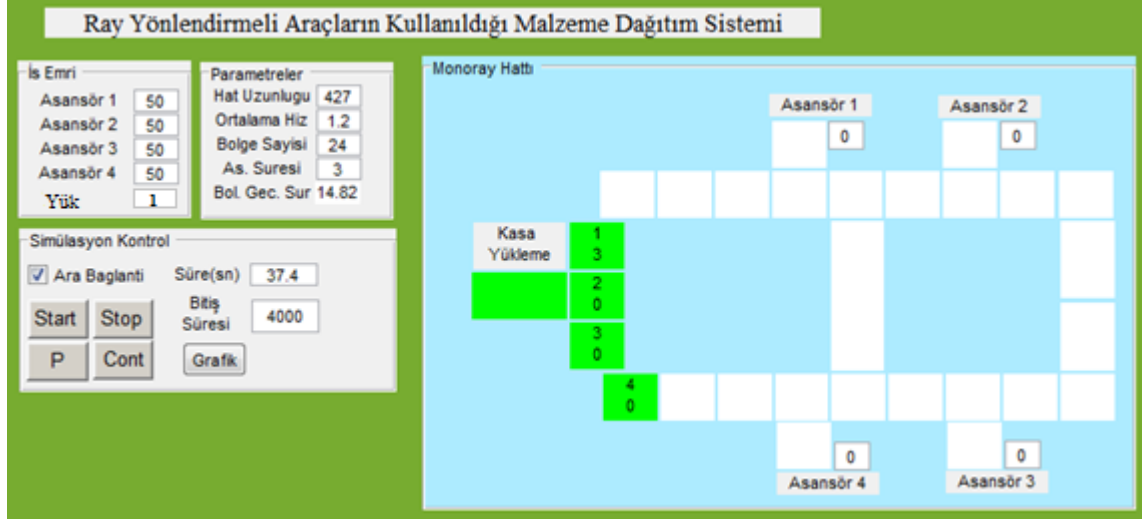 Ray Yönlendirmeli Araçların Kullanıldığı Malzeme Dağıtım Sistemi
İs Emri
Asansör 1 50
Asansör 2 50
Asansör 3 50
Asansör 4 50
Yük 1
Parametreler
Hat Uzunlugu 427
Ortalama Hiz 1.2
Bolge Sayisi 24
As. Suresi 3
Bol. Gec. Sur 14.82
Simülasyon Kontrol
Ara Baglanti
Süre(sn) 37.4
Bitiş
Süresi 4000
Start Stop
P Cont
Grafik
Monoray Hattı
Asansör 1 Asansör 2
0 0
Kasa
Yükleme
1
3
2
0
3
0
4
0
0 0
Asansör 4 Asansör 3